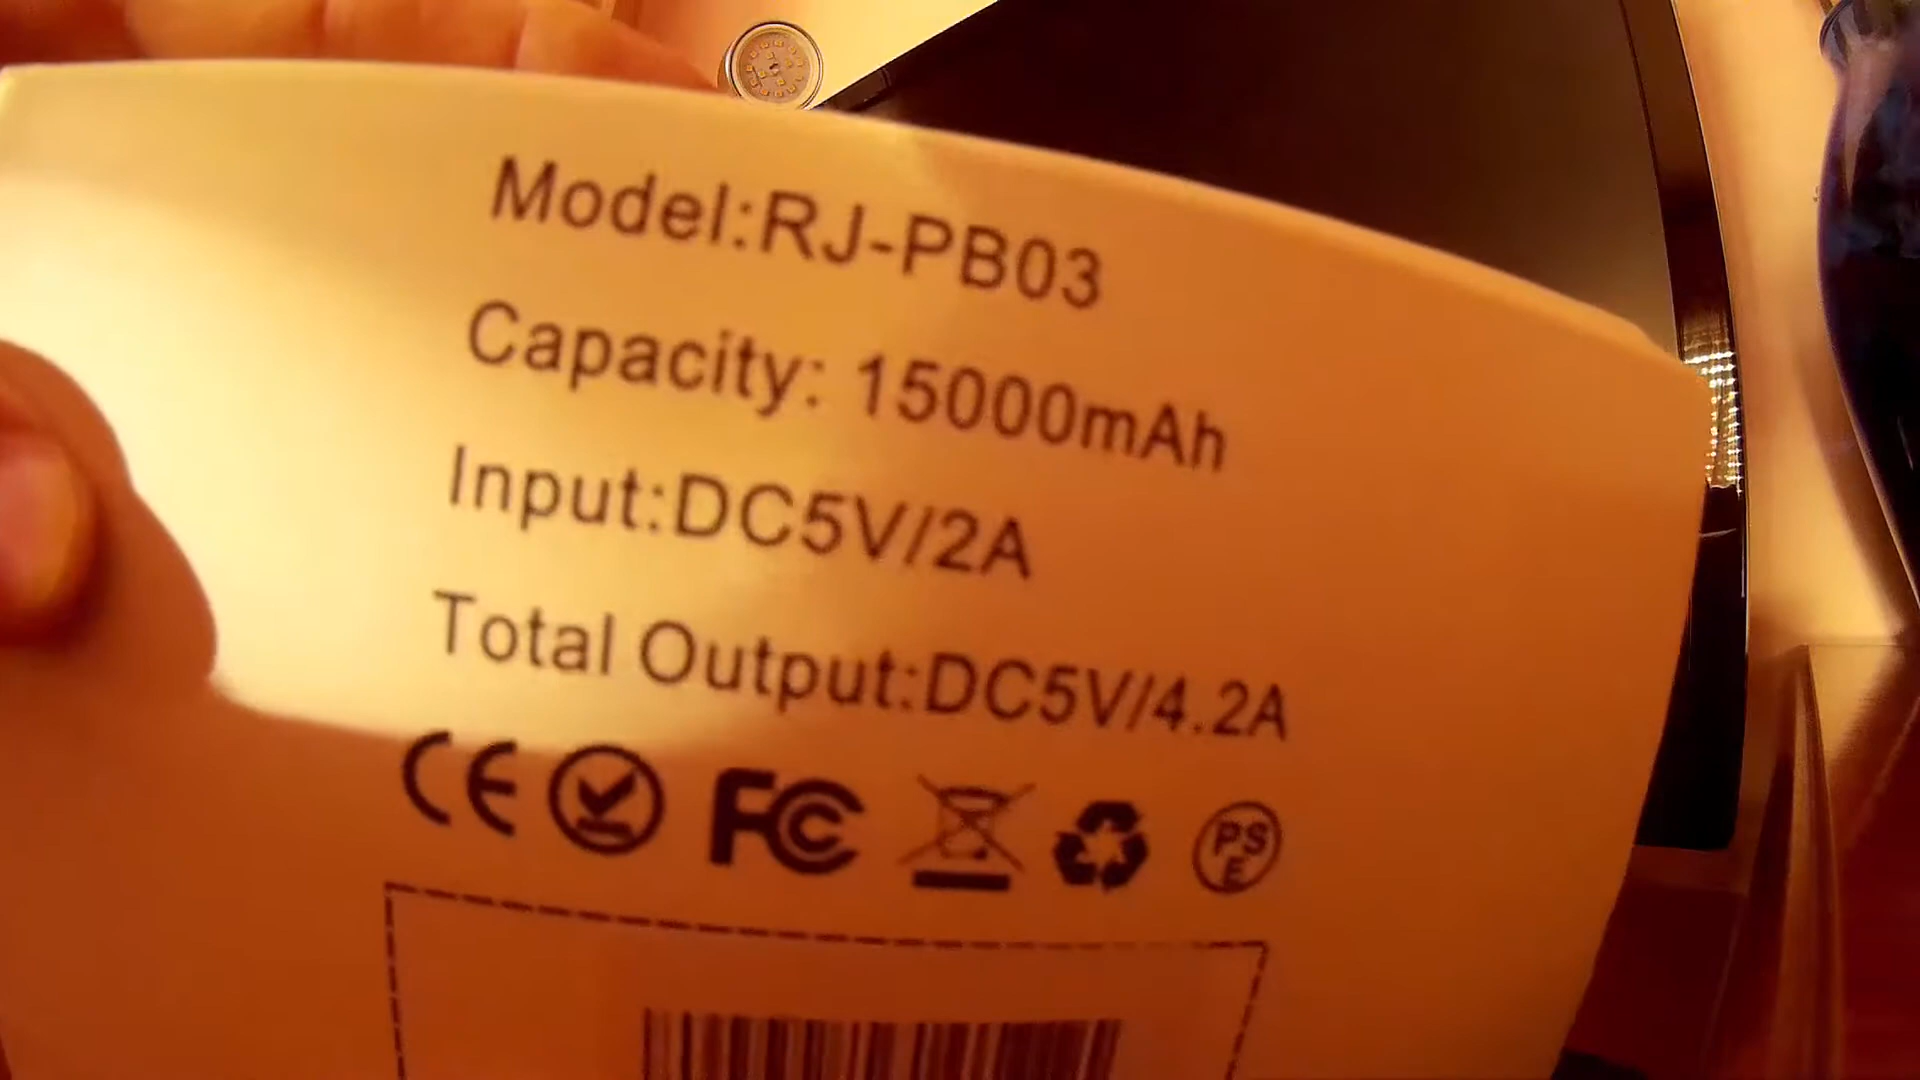 Model:RJ-PB03
Capacity: 15000mAh
Input:DC5V/2A
Total Output:DC5V/4.2A
CE FC PSE